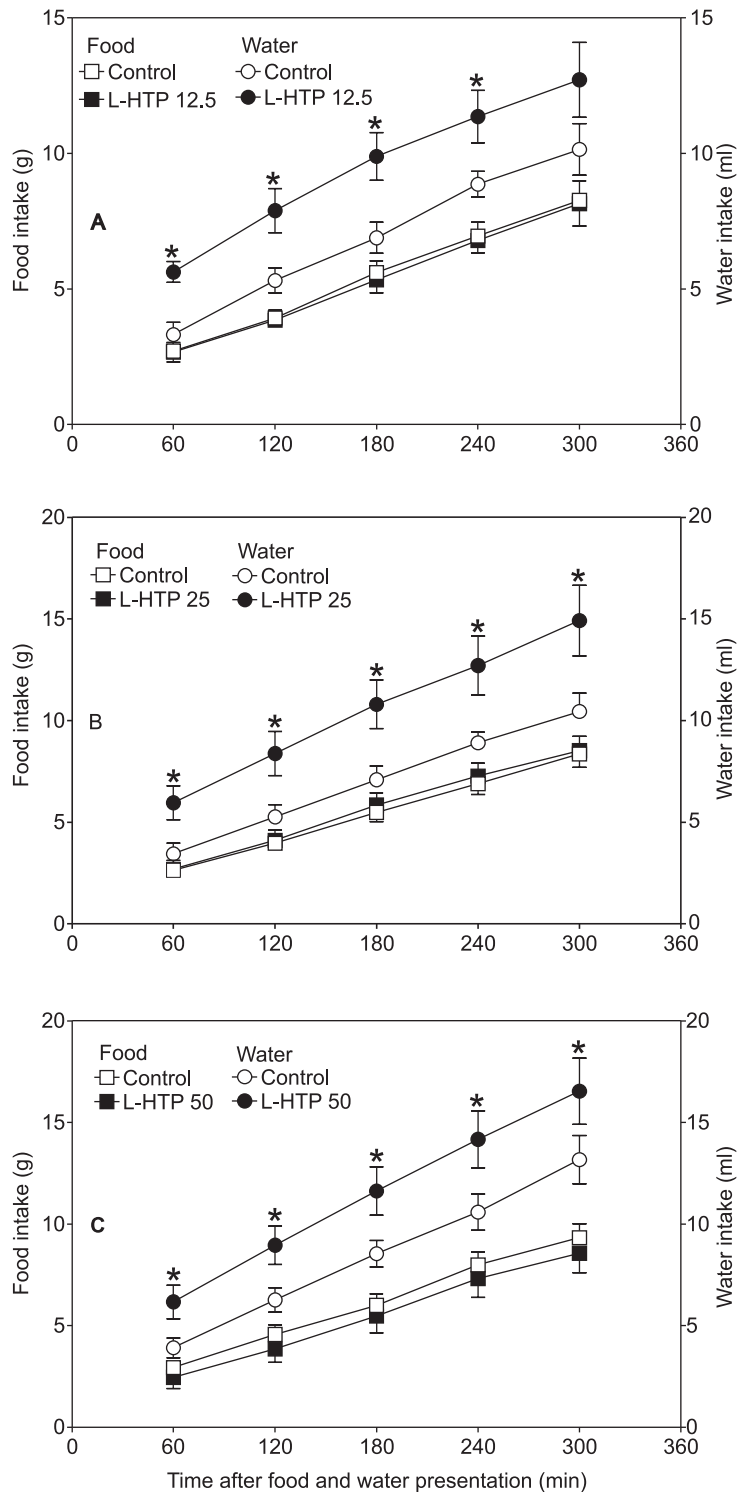 15
15
Food
Water
Control
Control
L-HTP 12.5
L-HTP 12.5
*
*
*
*
10
10
A
Food intake (g)
Water intake (ml)
5
5
0
0
0 60 120 180 240 300 360
20
20
Food
Water
Control
Control
L-HTP 25
L-HTP 25
*
*
*
*
*
15
15
10
10
B
Food intake (g)
Water intake (ml)
5
5
0
0
0 60 120 180 240 300 360
20
20
Food
Water
Control
Control
L-HTP 50
L-HTP 50
*
*
*
*
*
15
15
10
10
C
Food intake (g)
Water intake (ml)
5
5
0
0
0 60 120 180 240 300 360
Time after food and water presentation (min)